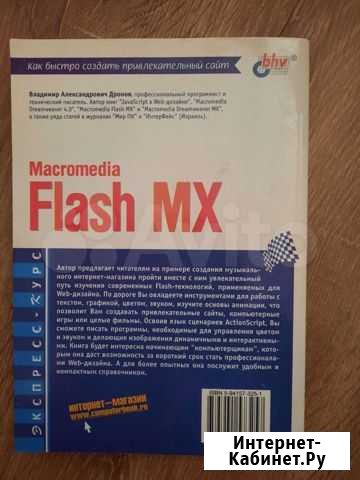 Как быстро создать привлекательный сайт
bhv
Владимир Александрович Дронов, профессиональный программист и
технический писатель. Автор книг "JavaScript в Web-дизайне", "Macromedia
Dreamweaver 4.0", "Macromedia Flash MX" и "Macromedia Dreamweaver MX",
а также ряда статей в журналах "Мир ПК" и "Интерфейс" (Израиль).
Macromedia
Flash MX
Avito
ЭКСПРЕСС-КУРС
Автор предлагает читателям на примере создания музыкаль-
ного интернет-магазина пройти вместе с ним увлекательный
путь изучения современных Flash-технологий, применяемых для
Web-дизайна. По дороге Вы овладеете инструментами для работы с
текстом, графикой, цветом, звуком, изучите основы анимации, что
позволит Вам создавать привлекательные сайты, компьютерные
игры или целые фильмы. Освоив язык сценариев ActionScript, Вы
сможете писать программы, необходимые для управления цветом
и звуком и делающие изображения динамичными и интерактивны-
ми. Книга будет интересна начинающим "компьютерщикам", кото-
рым она даст возможность за короткий срок стать профессионала-
ми Web-дизайна. А для более опытных она послужит удобным и
компактным справочником.
ИНТЕРНЕТ-МАГАЗИН
www.computerbook.ru
Интернет-
Кабинет.Ру